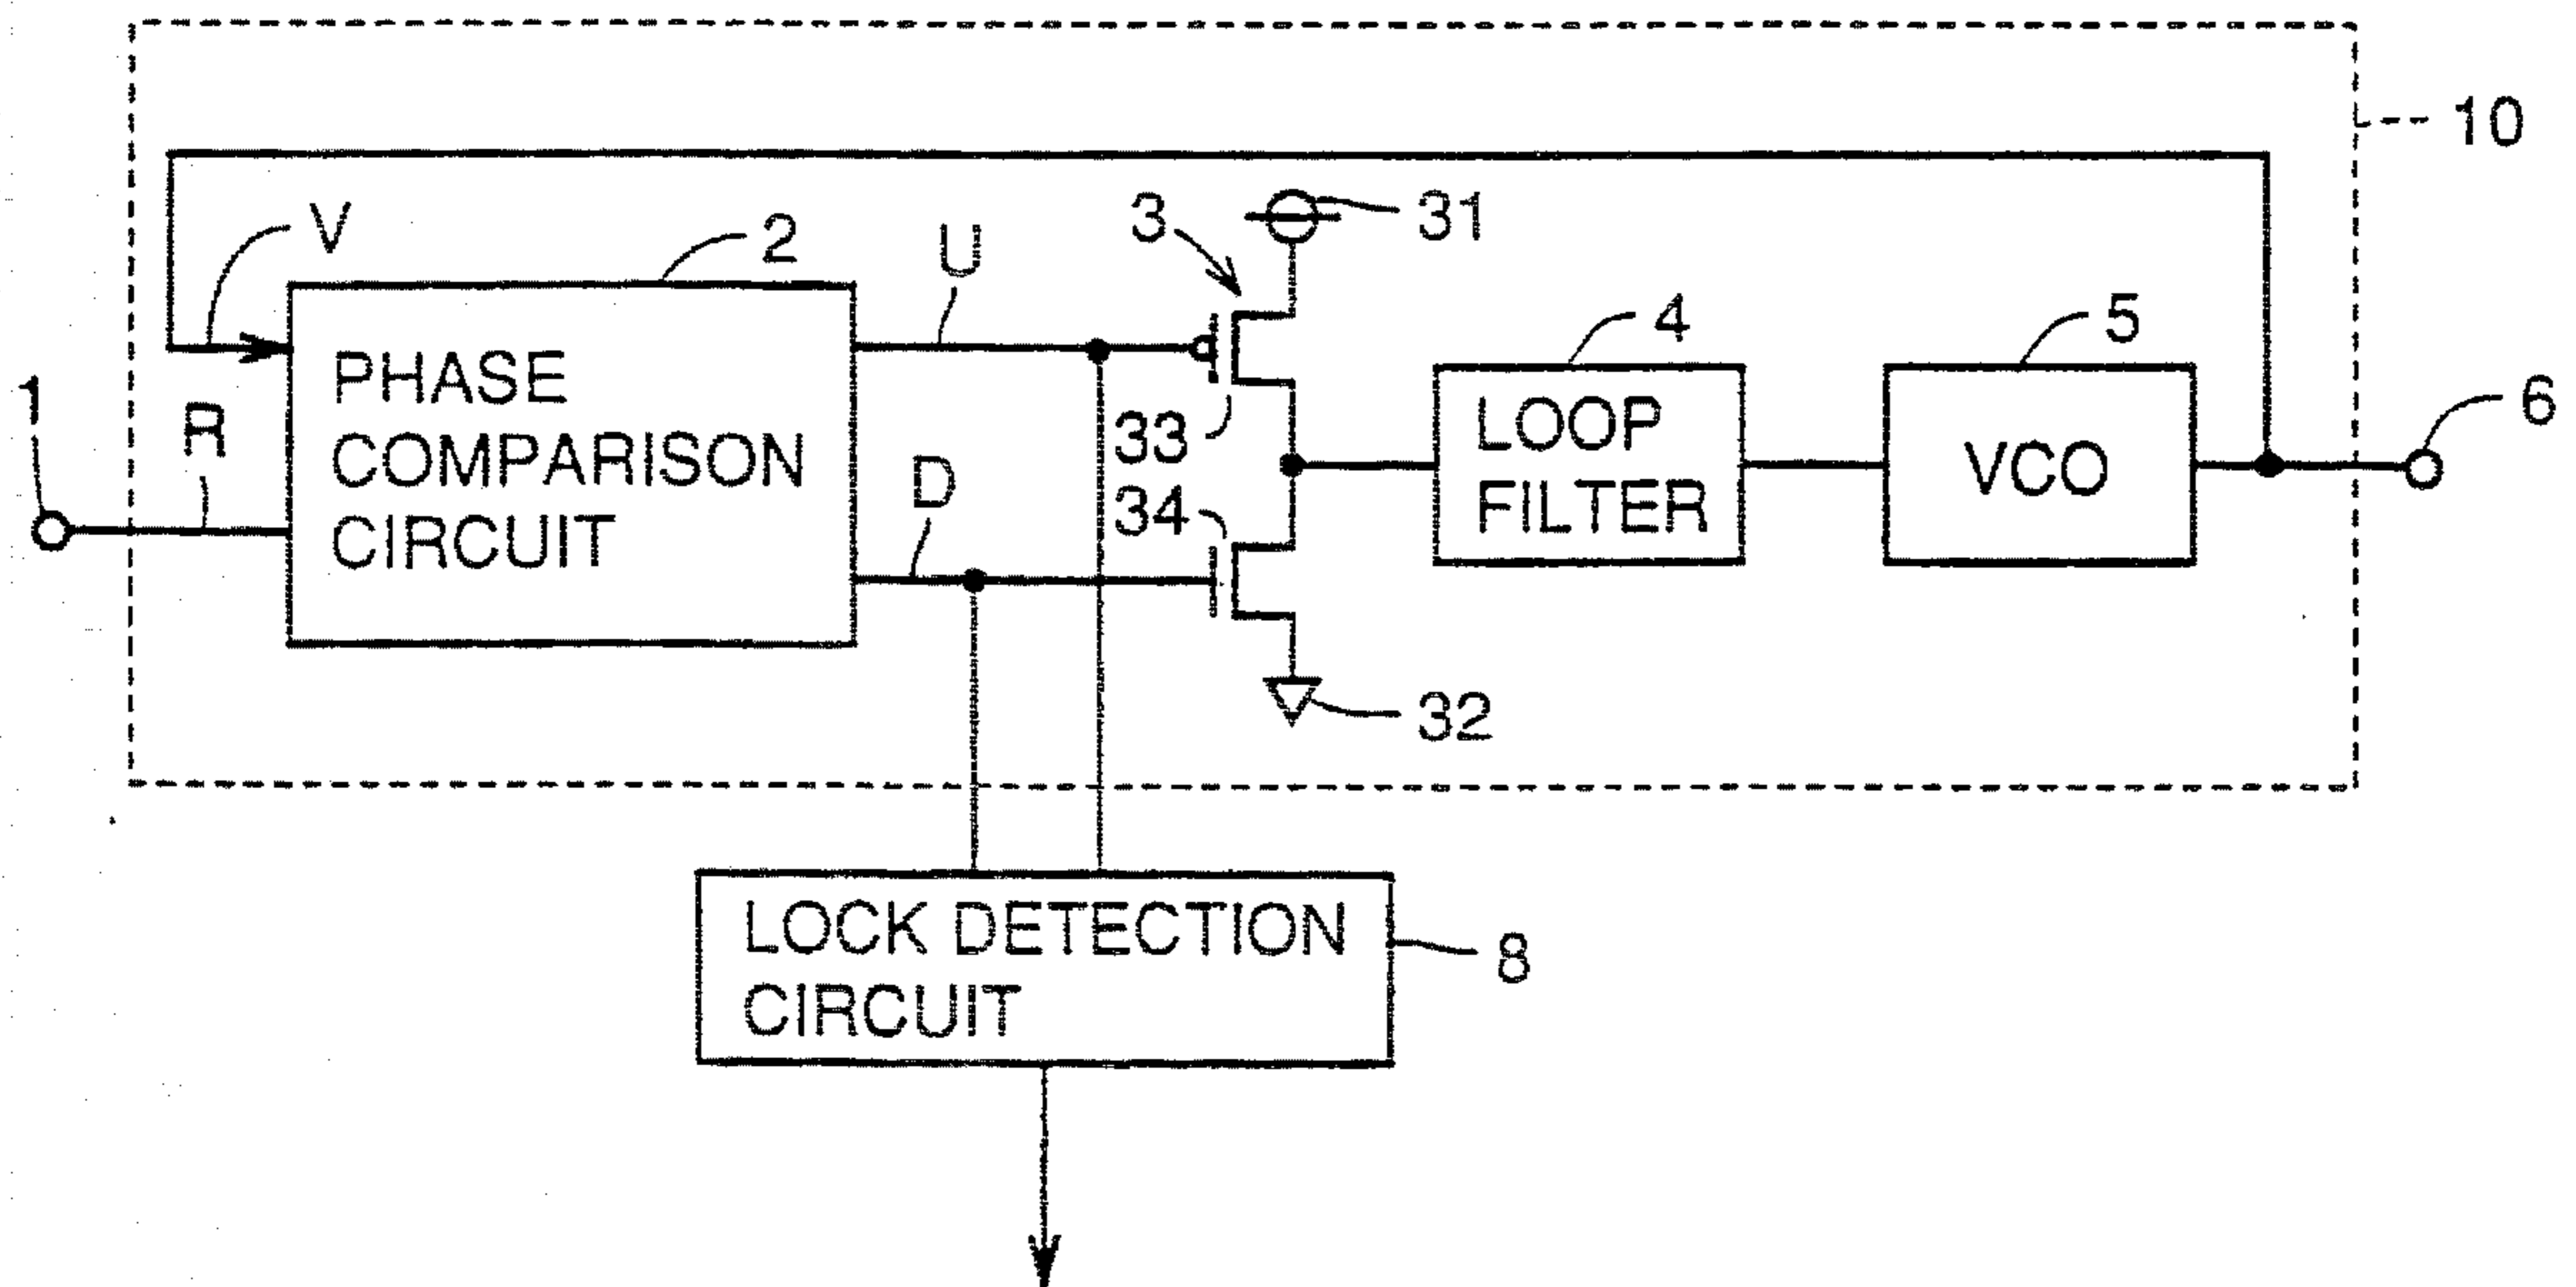 10
V
2
U
3
31
1
R
PHASE
COMPARISON
CIRCUIT
D
33
34
4
LOOP
FILTER
5
VCO
6
32
LOCK DETECTION
CIRCUIT
8